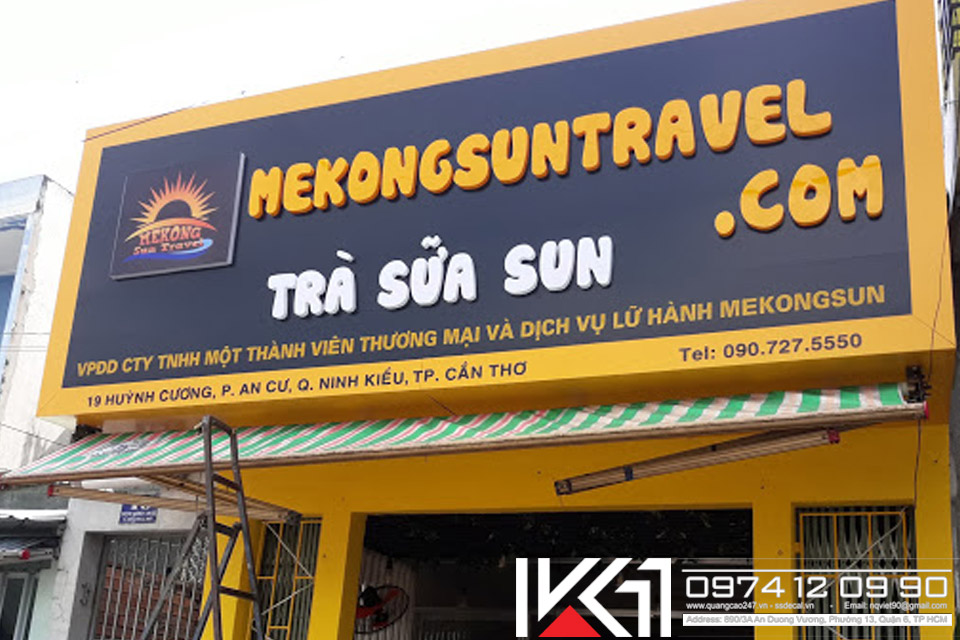 MEKONGSUNTRAVEL
.COM
MEKONG
Sun Travel
TRÀ SỮA SUN
VPDD CTY TNHH MỘT THÀNH VIÊN THƯƠNG MẠI VÀ DỊCH VỤ LỮ HÀNH MEKONGSUN
19 HUỲNH CƯƠNG, P. AN CƯ, Q. NINH KIỀU, TP. CẦN THƠ
Tel: 090.727.5550
K1
0974 12 09 90
www.quangcao247.vn - ssdecal.vn - Email: nqviet90@gmail.com
Address: 890/3A An Duong Vương, Phường 13, Quận 6, TP HCM